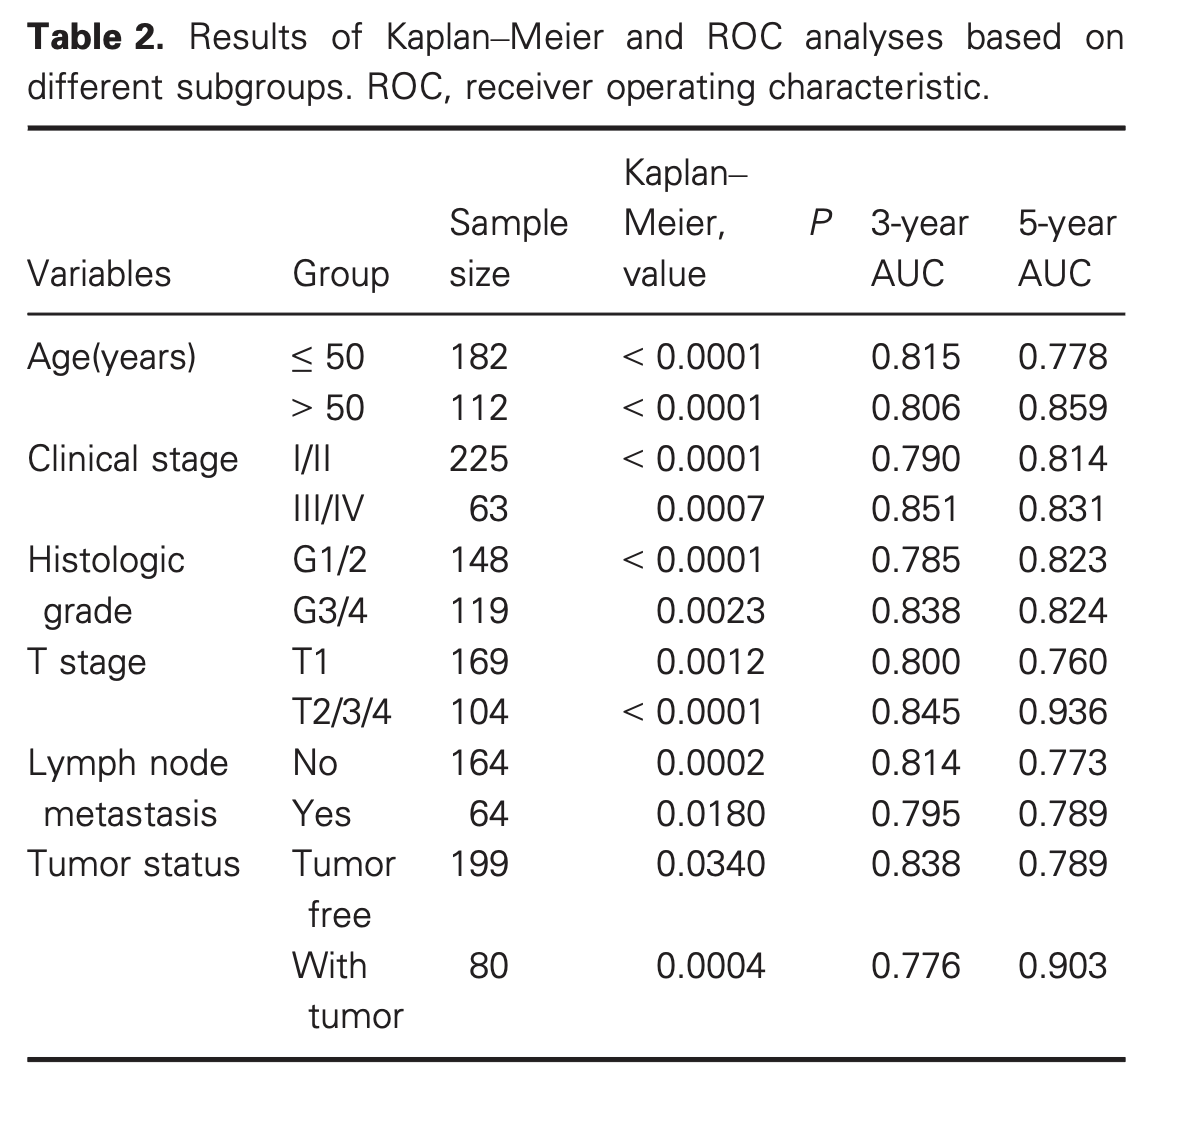 Table 2. Results of Kaplan–Meier and ROC analyses based on
different subgroups. ROC, receiver operating characteristic.
Kaplan–
Sample Meier, P 3-year 5-year
Variables Group size value AUC AUC
Age(years) ≤ 50 182 < 0.0001 0.815 0.778
> 50 112 < 0.0001 0.806 0.859
Clinical stage I/II 225 < 0.0001 0.790 0.814
III/IV 63 0.0007 0.851 0.831
Histologic G1/2 148 < 0.0001 0.785 0.823
grade G3/4 119 0.0023 0.838 0.824
T stage T1 169 0.0012 0.800 0.760
T2/3/4 104 < 0.0001 0.845 0.936
Lymph node No 164 0.0002 0.814 0.773
metastasis Yes 64 0.0180 0.795 0.789
Tumor status Tumor 199 0.0340 0.838 0.789
free
With 80 0.0004 0.776 0.903
tumor